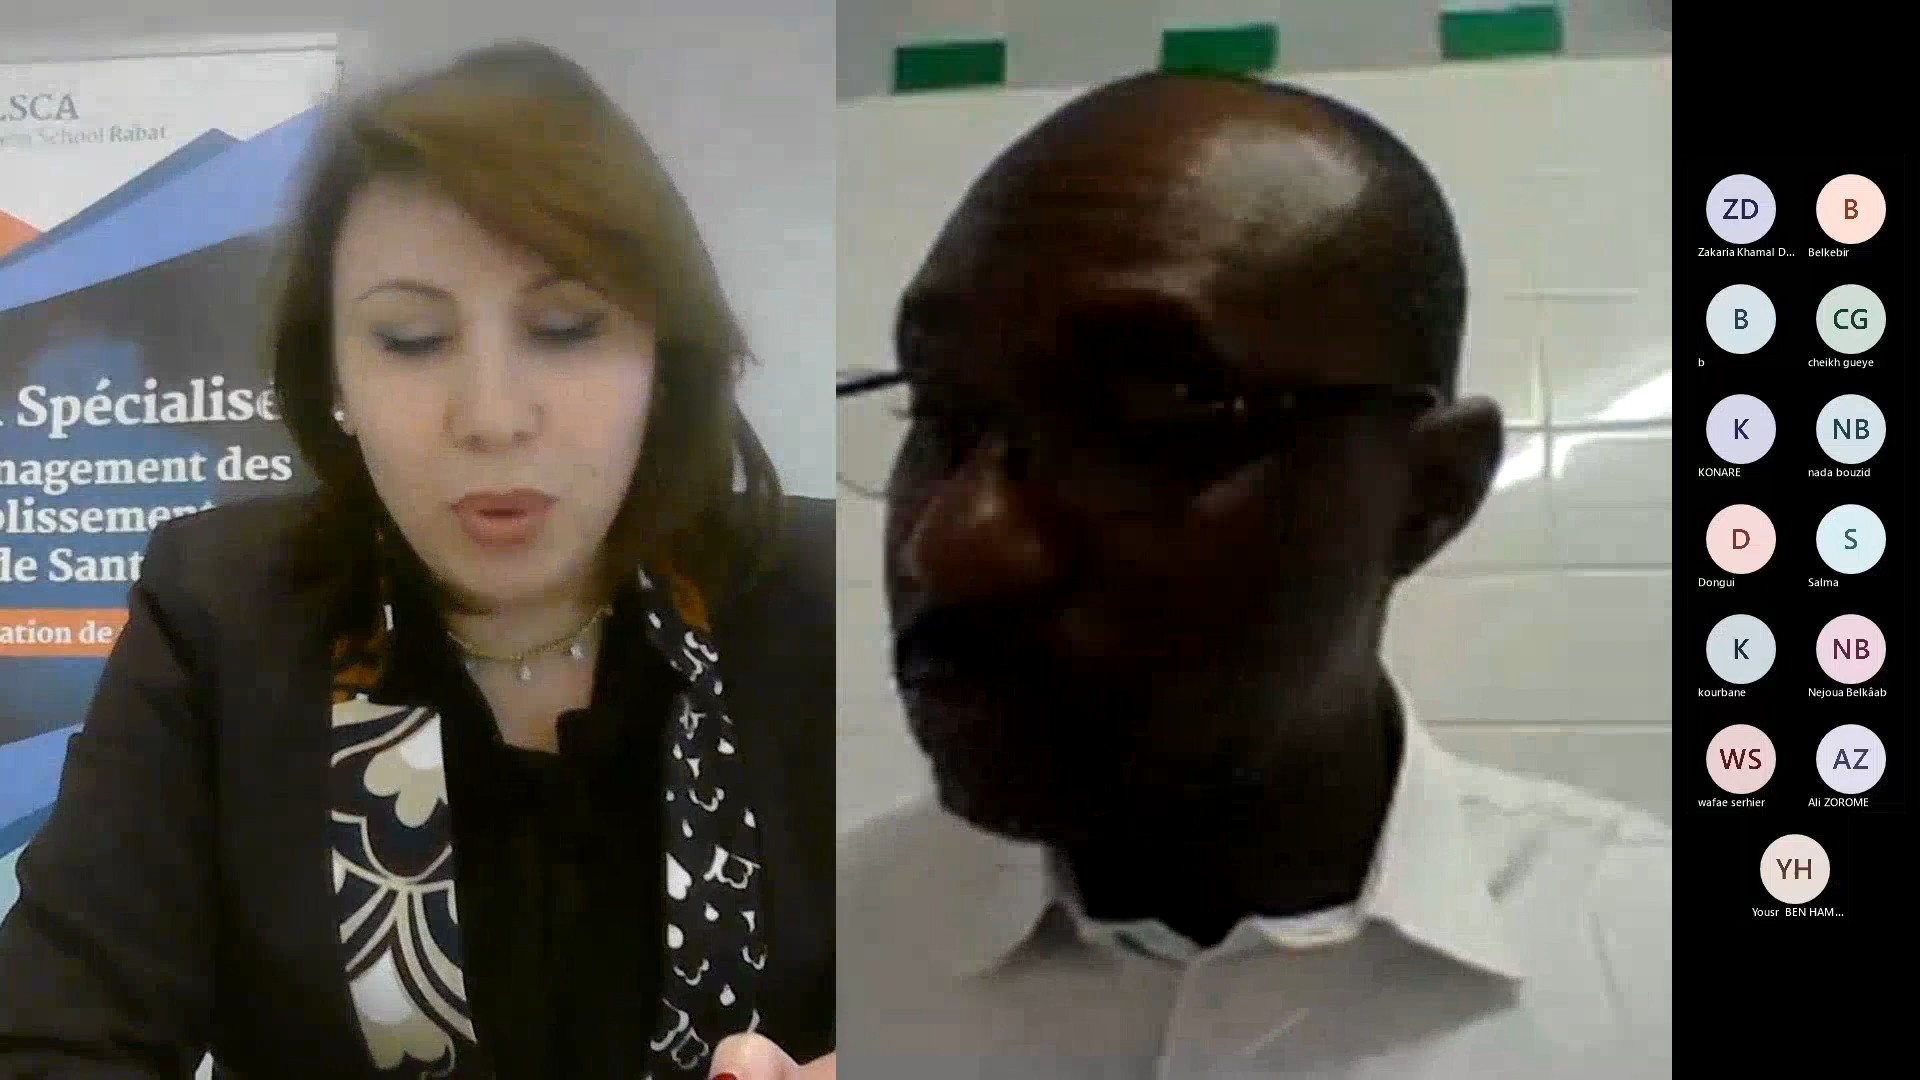 LSCA
School Rabat
Spécialisé
nagement des
blissement
de Sant
ation de
ZD
Zakaria Khamal D...
B
Belkebir
B
b
CG
cheikh gueye
K
KONARE
NB
nada bouzid
D
Dongui
S
Salma
K
kourbane
NB
Nejoua Belkâab
WS
wafae serhier
AZ
Ali ZOROME
YH
Yousr BEN HAM...